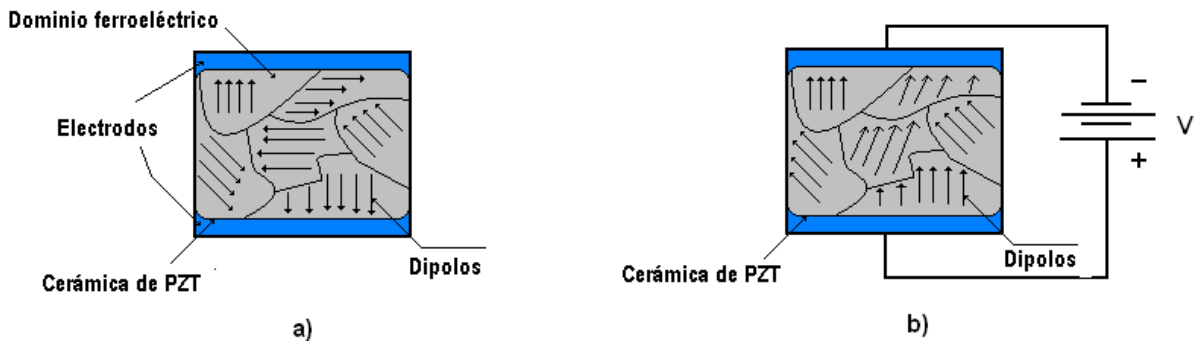 Dominio ferroeléctrico
Electrodos
Cerámica de PZT
Dipolos
a)
−
V
+
Cerámica de PZT
Dipolos
b)